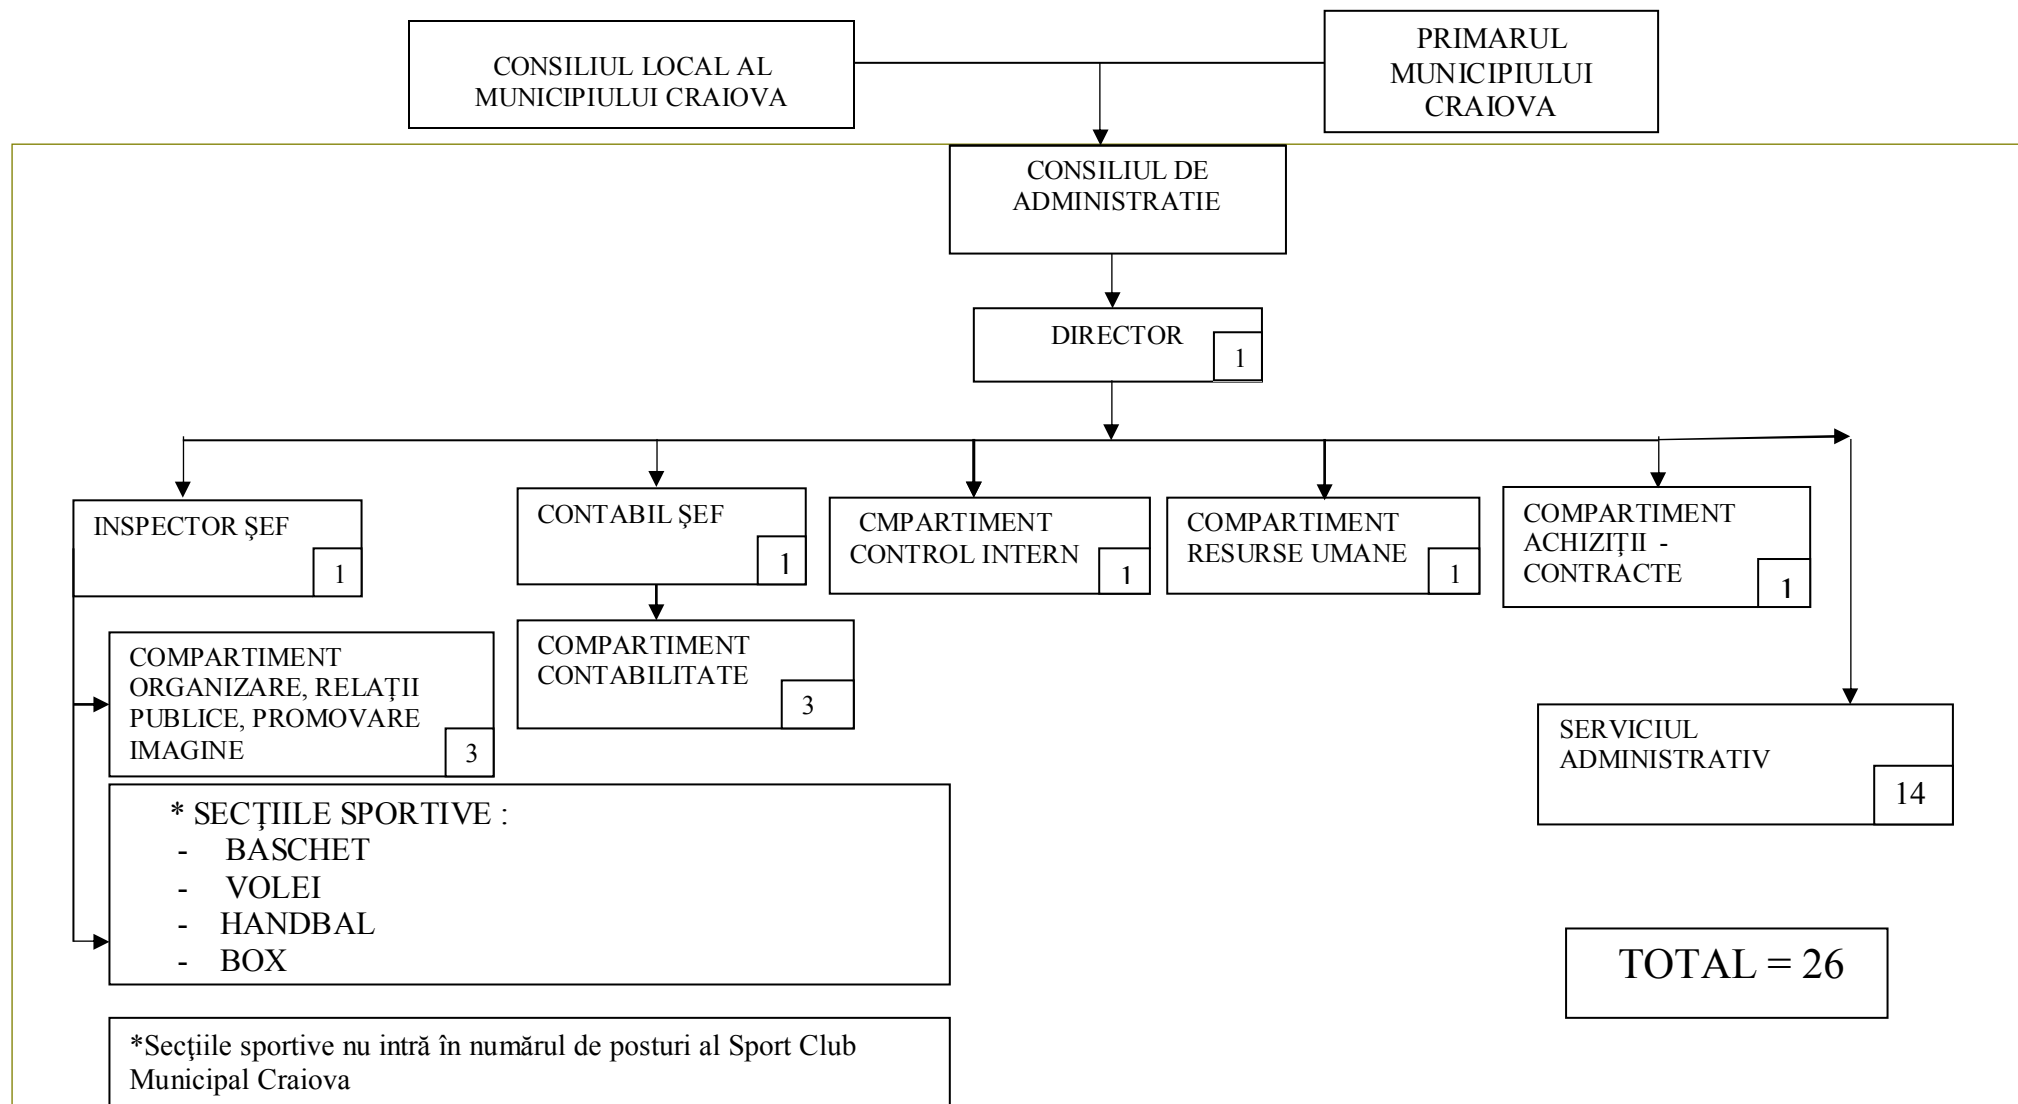 CONSILIUL LOCAL AL
MUNICIPIULUI CRAIOVA
PRIMARUL
MUNICIPIULUI
CRAIOVA
CONSILIUL DE
ADMINISTRATIE
DIRECTOR
1
INSPECTOR ŞEF
1
CONTABIL ŞEF
1
CMPARTIMENT
CONTROL INTERN
1
COMPARTIMENT
RESURSE UMANE
1
COMPARTIMENT
ACHIZIŢII -
CONTRACTE
1
COMPARTIMENT
ORGANIZARE, RELAŢII
PUBLICE, PROMOVARE
IMAGINE
3
COMPARTIMENT
CONTABILITATE
3
SERVICIUL
ADMINISTRATIV
14
* SECŢIILE SPORTIVE :
- BASCHET
- VOLEI
- HANDBAL
- BOX
TOTAL = 26
*Secţiile sportive nu intră în numărul de posturi al Sport Club
Municipal Craiova